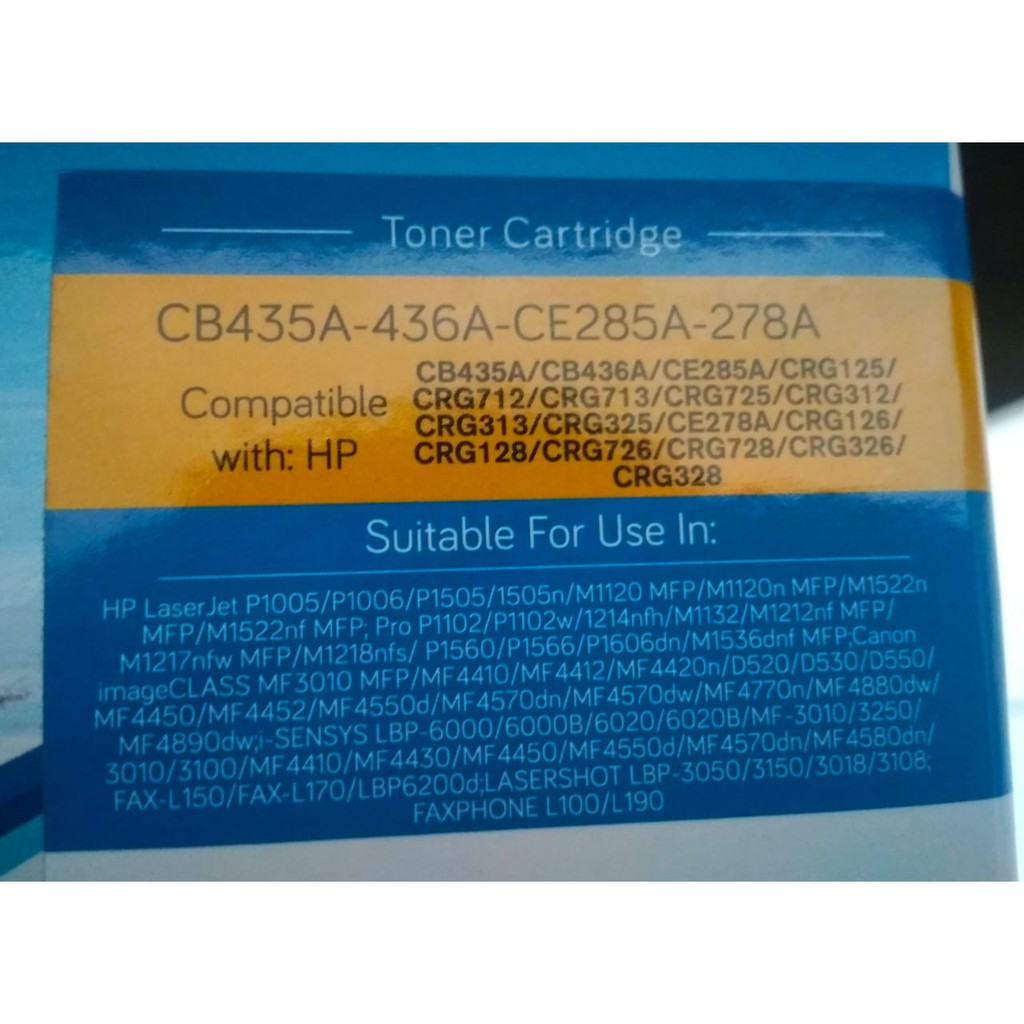 Toner Cartridge
CB435A-436A-CE285A-278A
Compatible with: HP
CB435A/CB436A/CE285A/CRG125/
CRG712/CRG713/CRG725/CRG312/
CRG313/CRG325/CE278A/CRG126/
CRG128/CRG726/CRG728/CRG326/
CRG328
Suitable For Use In:
HP LaserJet P1005/P1006/P1505/1505n/M1120 MFP/M1120n MFP/M1522n
MFP/M1522nf MFP; Pro P1102/P1102w/1214nfh/M1132/M1212nf MFP/
M1217nfw MFP/M1218nfs/ P1560/P1566/P1606dn/M1536dnf MFP;Canon
imageCLASS MF3010 MFP/MF4410/MF4412/MF4420n/D520/D530/D550/
MF4450/MF4452/MF4550d/MF4570dn/MF4570dw/MF4770n/MF4880dw/
MF4890dw;i-SENSYS LBP-6000/6000B/6020/6020B/MF-3010/3250/
3010/3100/MF4410/MF4430/MF4450/MF4550d/MF4570dn/MF4580dn/
FAX-L150/FAX-L170/LBP6200d;LASERSHOT LBP-3050/3150/3018/3108;
FAXPHONE L100/L190